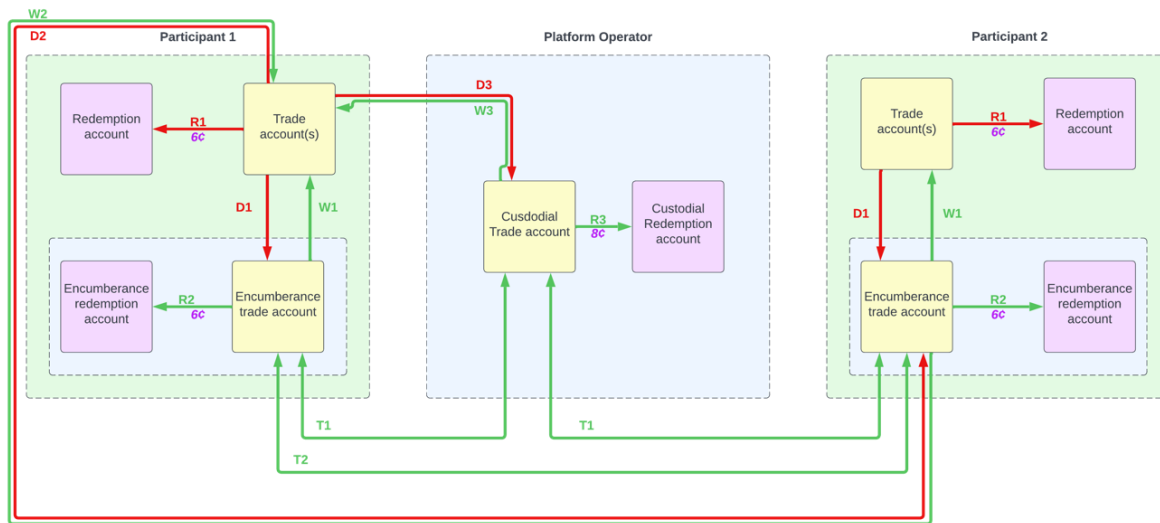 W2
D2
Participant 1
Platform Operator
Participant 2
Redemption
account
R1
6¢
Trade
account(s)
D3
W3
Trade
account(s)
R1
6¢
Redemption
account
D1
W1
Cusdodial
Trade account
R3
8¢
Custodial
Redemption
account
D1
W1
Encumberance
redemption
account
R2
6¢
Encumberance
trade account
Encumberance
trade account
R2
6¢
Encumberance
redemption
account
T1
T1
T2